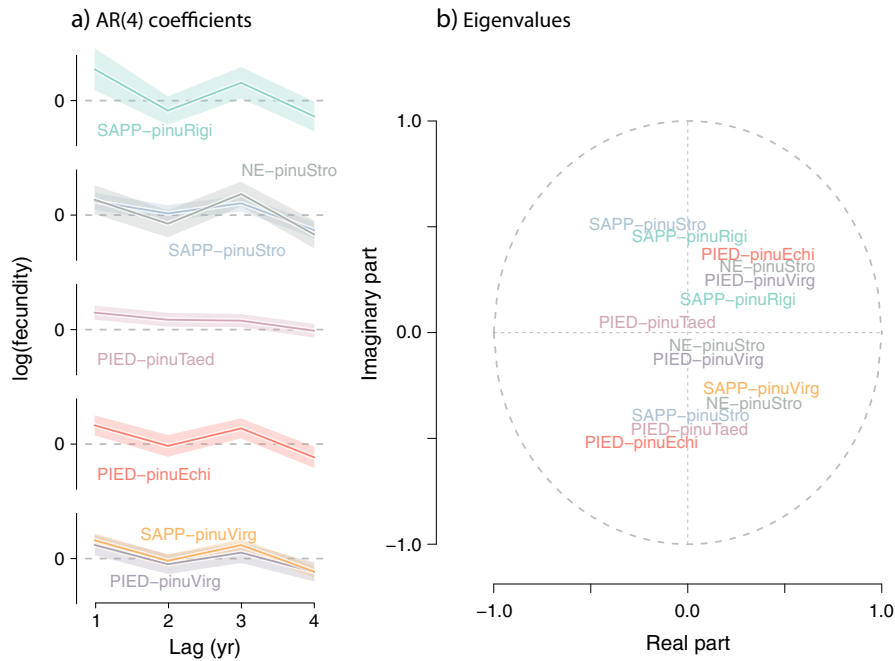 a) AR(4) coefficients
0
SAPP−pinuRigi
NE−pinuStro
0
SAPP−pinuStro
0
PIED−pinuTaed
0
PIED−pinuEchi
SAPP−pinuVirg
0
PIED−pinuVirg
1 2 3 4
Lag (yr)
log(fecundity)
b) Eigenvalues
1.0
0.0
−1.0
Imaginary part
SAPP−pinuStro
SAPP−pinuRigi
PIED−pinuEchi
NE−pinuStro
PIED−pinuVirg
SAPP−pinuRigi
PIED−pinuTaed
NE−pinuStro
PIED−pinuVirg
SAPP−pinuVirg
NE−pinuStro
SAPP−pinuStro
PIED−pinuTaed
PIED−pinuEchi
−1.0 0.0 1.0
Real part